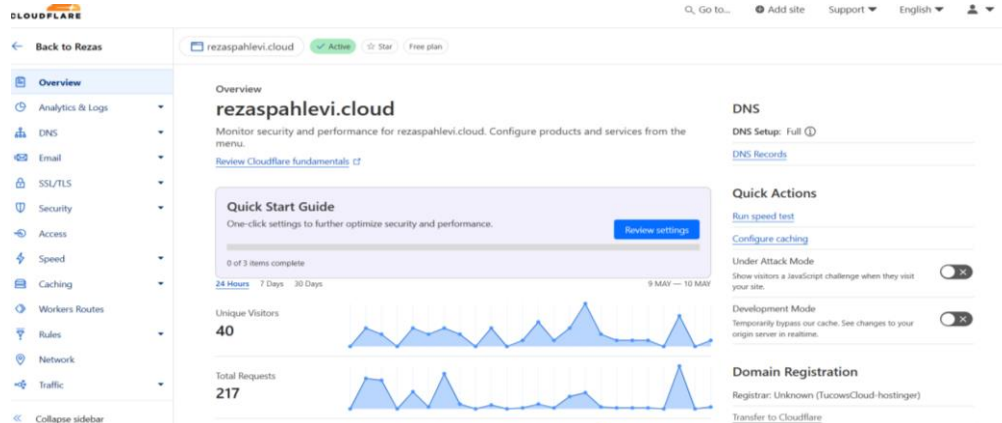 CLOUDFLARE
Go to...
Add site
Support
English
Back to Rezas
rezaspahlevi.cloud
Active
Star
Free plan
Overview
Analytics & Logs
DNS
Email
SSL/TLS
Security
Access
Speed
Caching
Workers Routes
Rules
Network
Traffic
Collapse sidebar
Overview
rezaspahlevi.cloud
Monitor security and performance for rezaspahlevi.cloud. Configure products and services from the
menu.
Review Cloudflare fundamentals
Quick Start Guide
One-click settings to further optimize security and performance.
Review settings
0 of 3 items complete
24 Hours 7 Days 30 Days
9 MAY — 10 MAY
Unique Visitors
40
Total Requests
217
DNS
DNS Setup: Full
DNS Records
Quick Actions
Run speed test
Configure caching
Under Attack Mode
Show visitors a JavaScript challenge when they visit
your site.
Development Mode
Temporarily bypass our cache. See changes to your
origin server in realtime.
Domain Registration
Registrar: Unknown (TucowsCloud-hostinger)
Transfer to Cloudflare